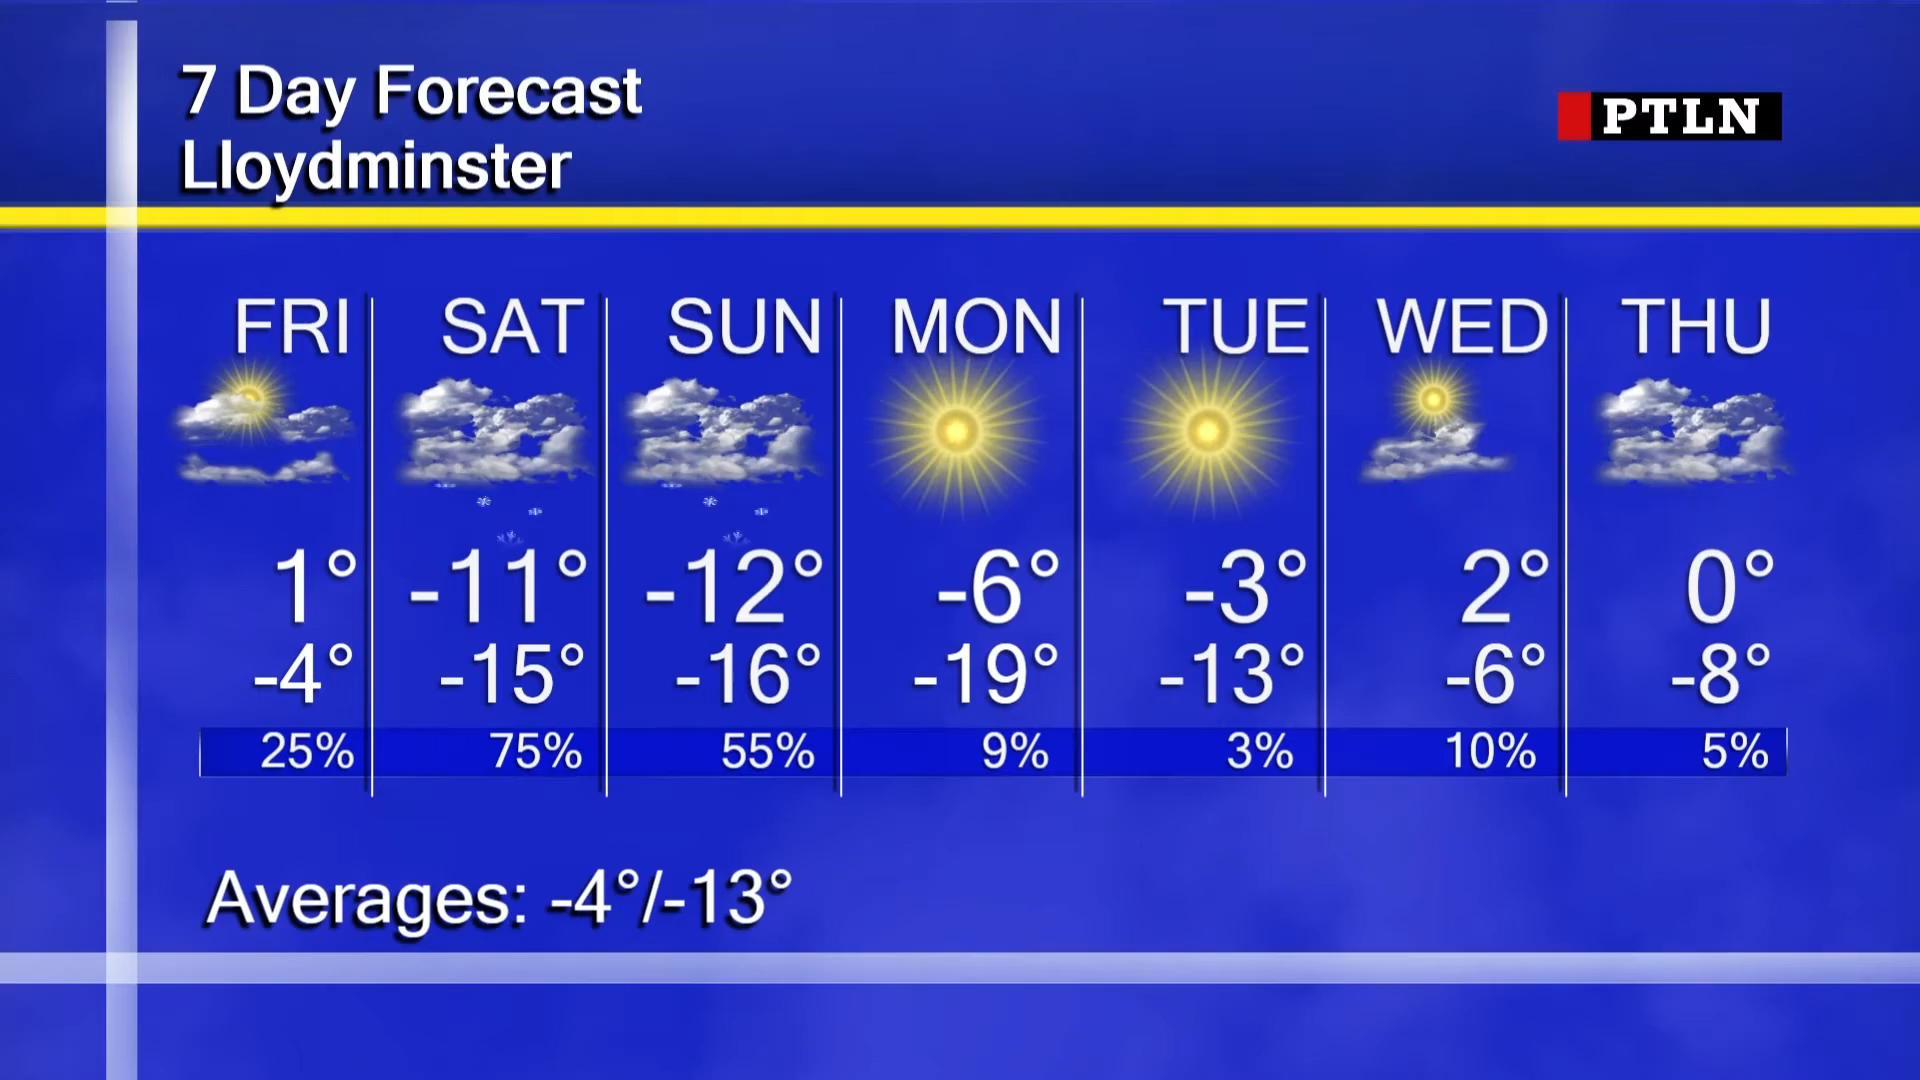 7 Day Forecast
Lloydminster
PTLN
FRI SAT SUN MON TUE WED THU
1° -11° -12° -6° -3° 2° 0°
-4° -15° -16° -19° -13° -6° -8°
25% 75% 55% 9% 3% 10% 5%
Averages: -4°/-13°